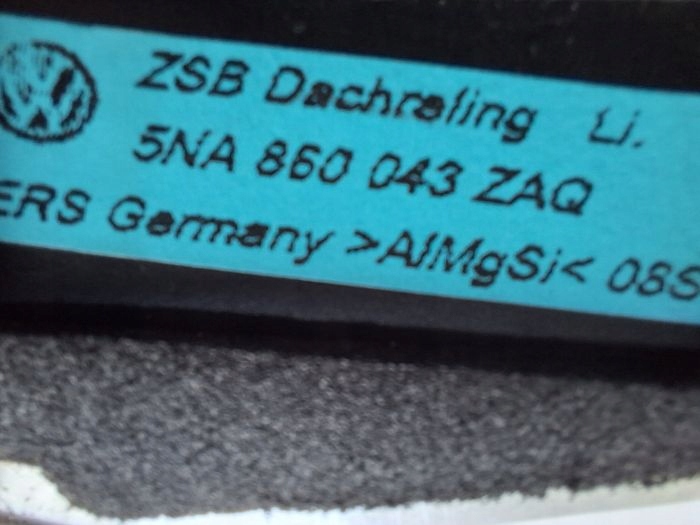 ZSB Dachreling Li.
5NA 860 043 ZAQ
ERS Germany >AlMgSi< 08S